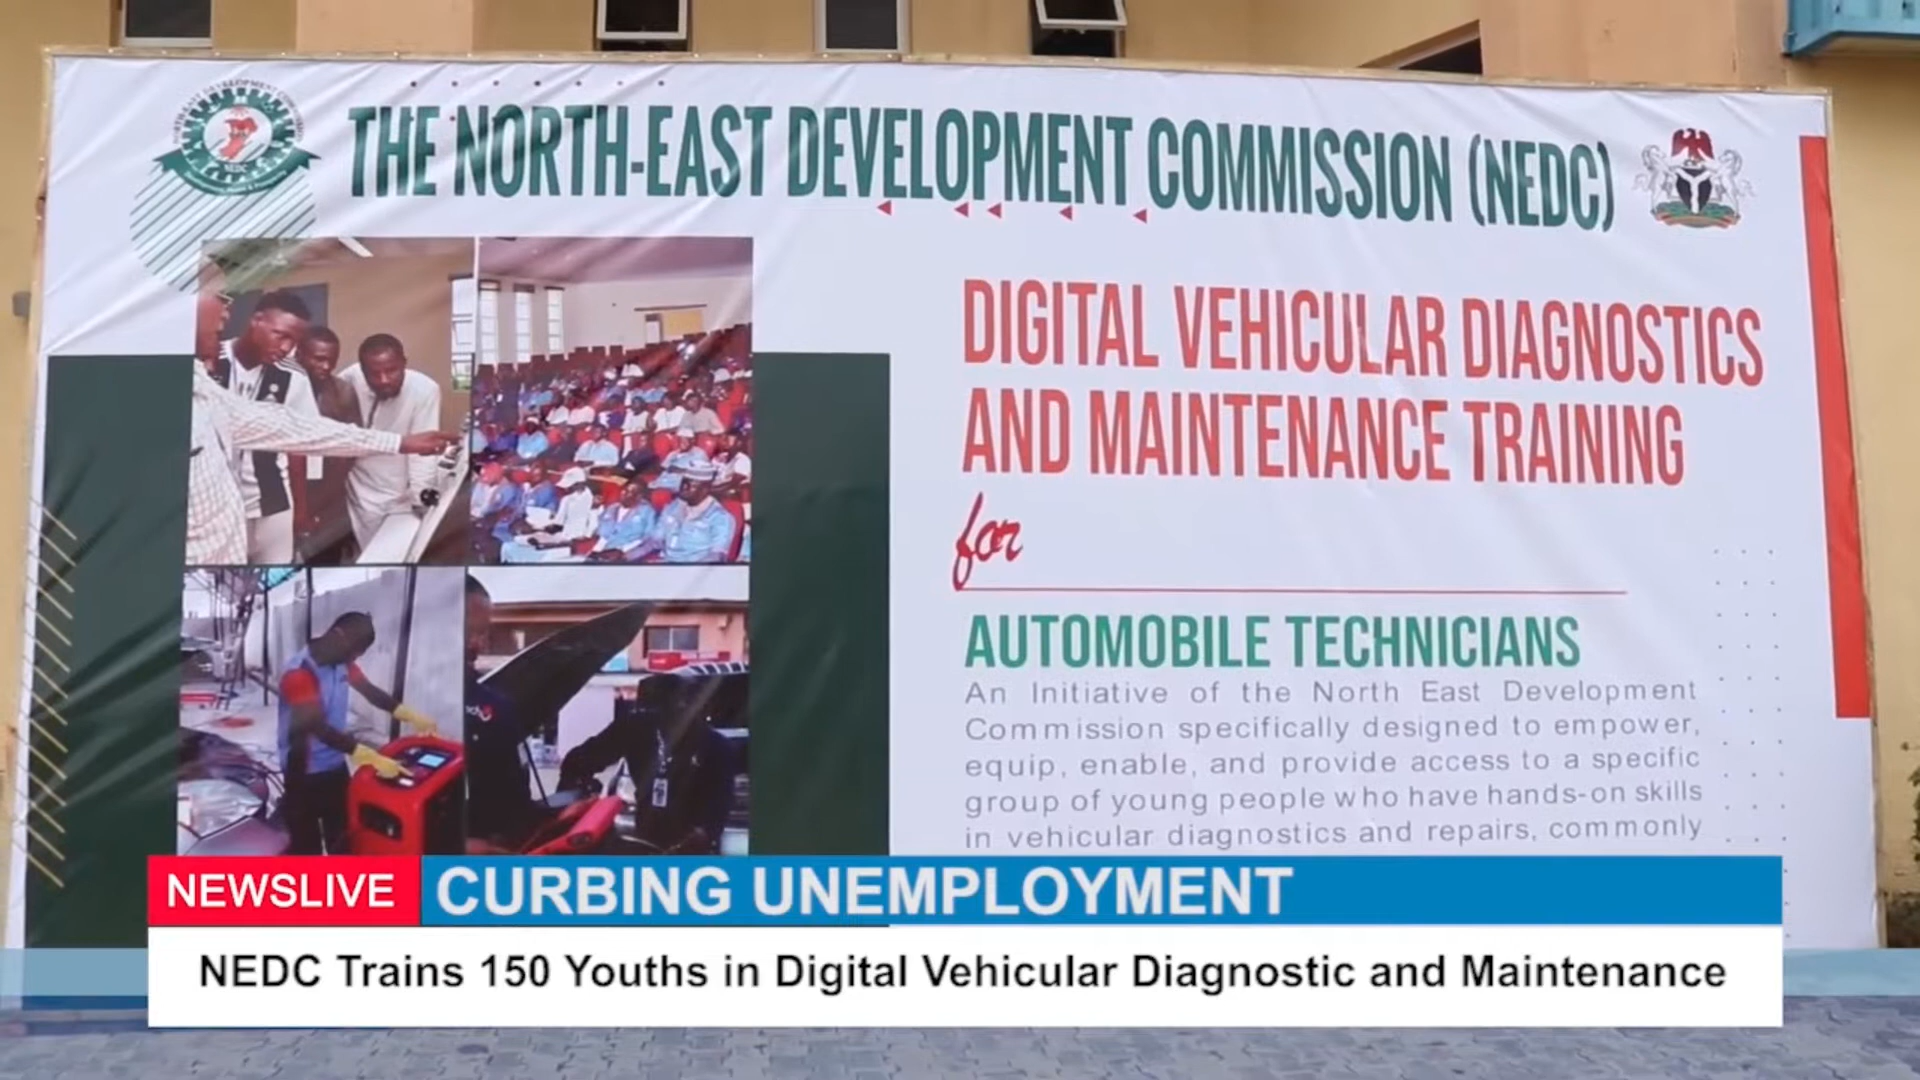 THE NORTH-EAST DEVELOPMENT COMMISSION (NEDC)
NEDC
DIGITAL VEHICULAR DIAGNOSTICS
AND MAINTENANCE TRAINING
for
AUTOMOBILE TECHNICIANS
An Initiative of the North East Development
Commission specifically designed to empower,
equip, enable, and provide access to a specific
group of young people who have hands-on skills
in vehicular diagnostics and repairs, commonly
NEWSLIVE
CURBING UNEMPLOYMENT
NEDC Trains 150 Youths in Digital Vehicular Diagnostic and Maintenance